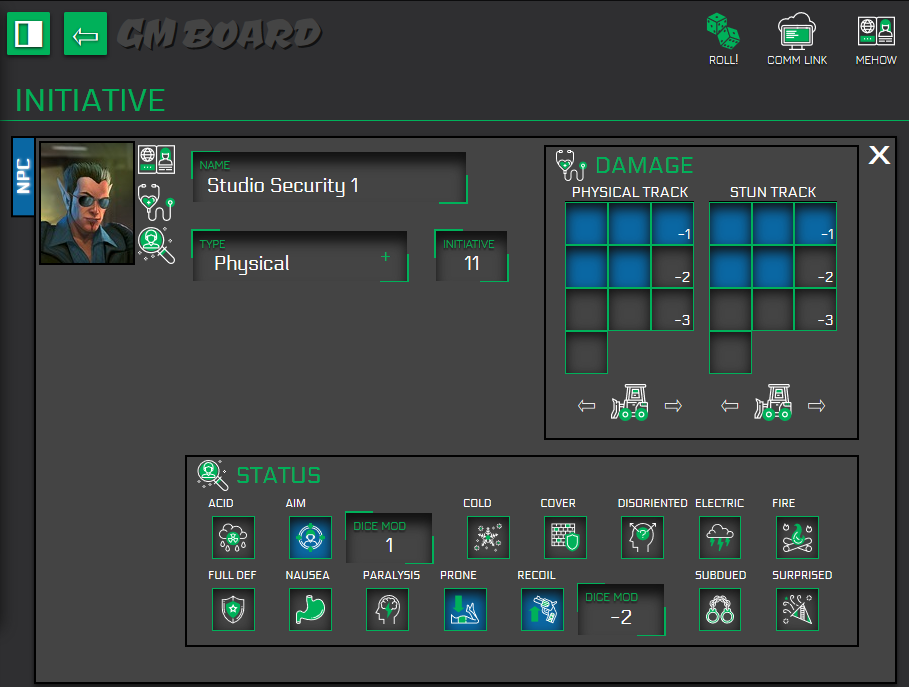 GM BOARD
ROLL!
COMM LINK
MEHOW
INITIATIVE
NPC
NAME
Studio Security 1
TYPE
Physical +
INITIATIVE
11
DAMAGE
X
PHYSICAL TRACK
STUN TRACK
-1
-2
-3
-1
-2
-3
STATUS
ACID
AIM
DICE MOD
1
COLD
COVER
DISORIENTED
ELECTRIC
FIRE
FULL DEF
NAUSEA
PARALYSIS
PRONE
RECOIL
DICE MOD
-2
SUBDUED
SURPRISED